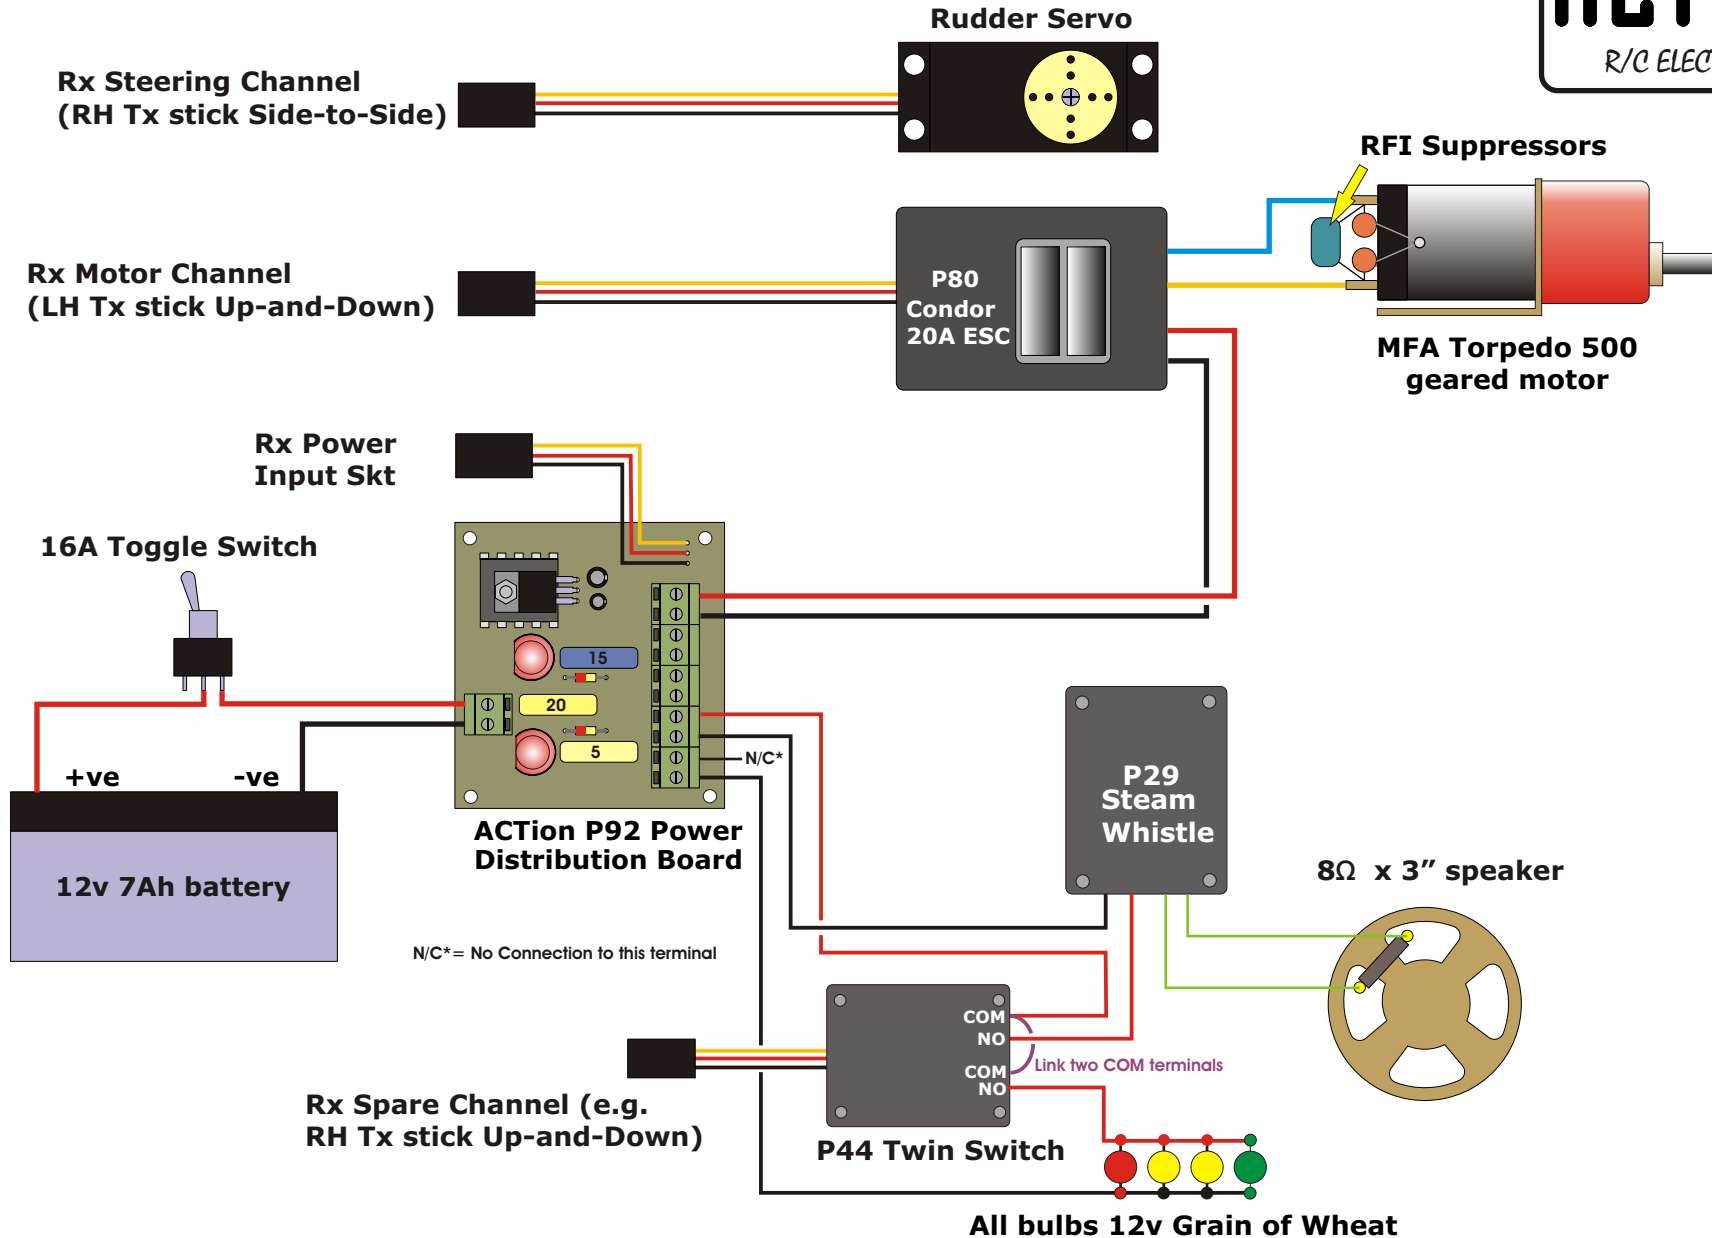 Rudder Servo
R/C ELEC
Rx Steering Channel
(RH Tx stick Side-to-Side)
RFI Suppressors
Rx Motor Channel
(LH Tx stick Up-and-Down)
P80
Condor
20A ESC
MFA Torpedo 500
geared motor
Rx Power
Input Skt
16A Toggle Switch
15
20
5
N/C*
+ve
-ve
12v 7Ah battery
ACTion P92 Power
Distribution Board
P29
Steam
Whistle
8Ω x 3” speaker
N/C*= No Connection to this terminal
COM
NO
COM
NO
Link two COM terminals
Rx Spare Channel (e.g.
RH Tx stick Up-and-Down)
P44 Twin Switch
All bulbs 12v Grain of Wheat